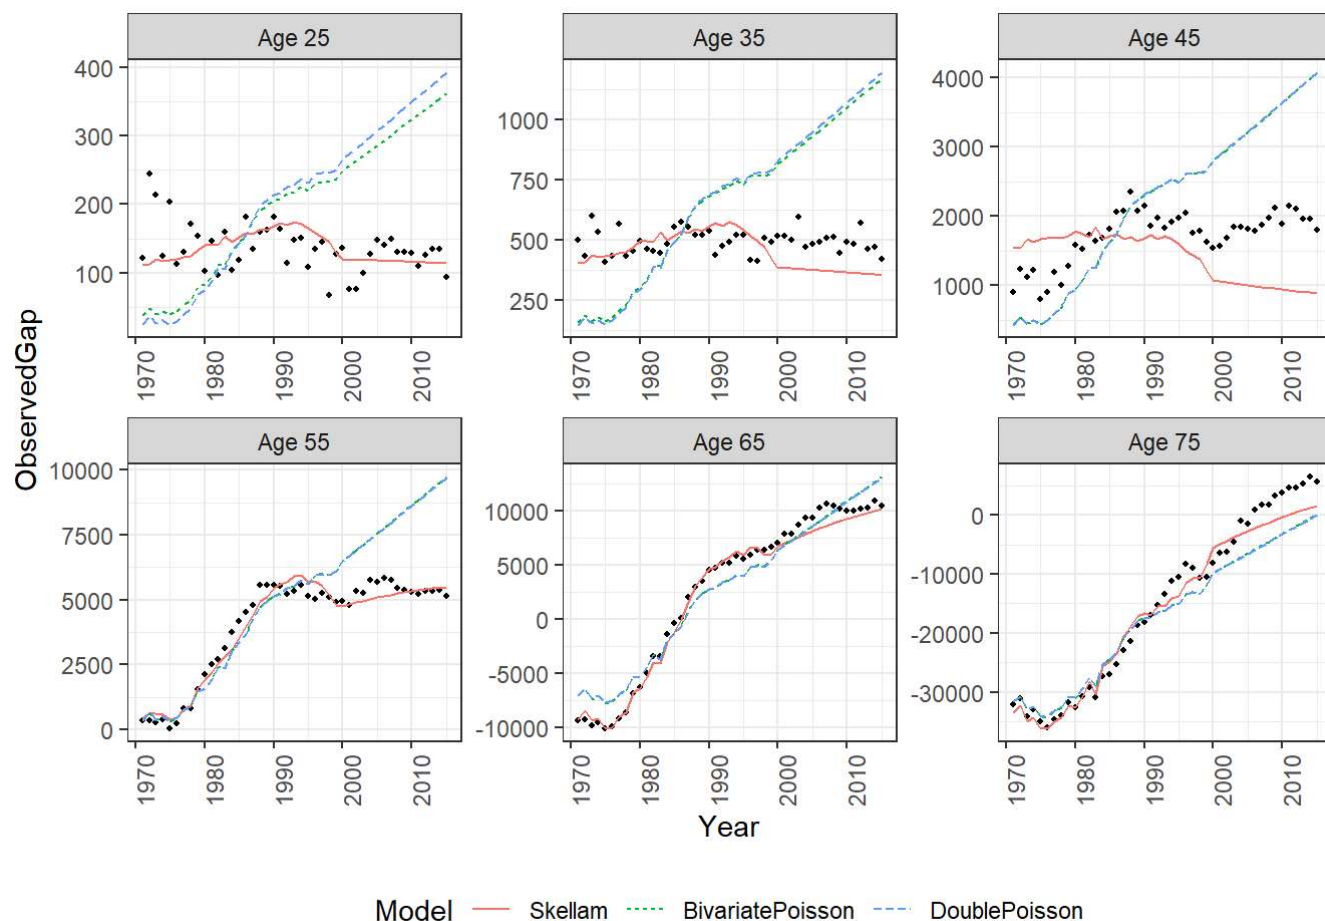 Age 25 Age 35 Age 45
400
300
200
100
1000
750
500
250
4000
3000
2000
1000
1970 1980 1990 2000 2010
1970 1980 1990 2000 2010
1970 1980 1990 2000 2010
ObservedGap
Age 55 Age 65 Age 75
10000
7500
5000
2500
0
10000
5000
0
-5000
-10000
0
-10000
-20000
-30000
1970 1980 1990 2000 2010
1970 1980 1990 2000 2010
1970 1980 1990 2000 2010
Year
Model Skellam BivariatePoisson DoublePoisson